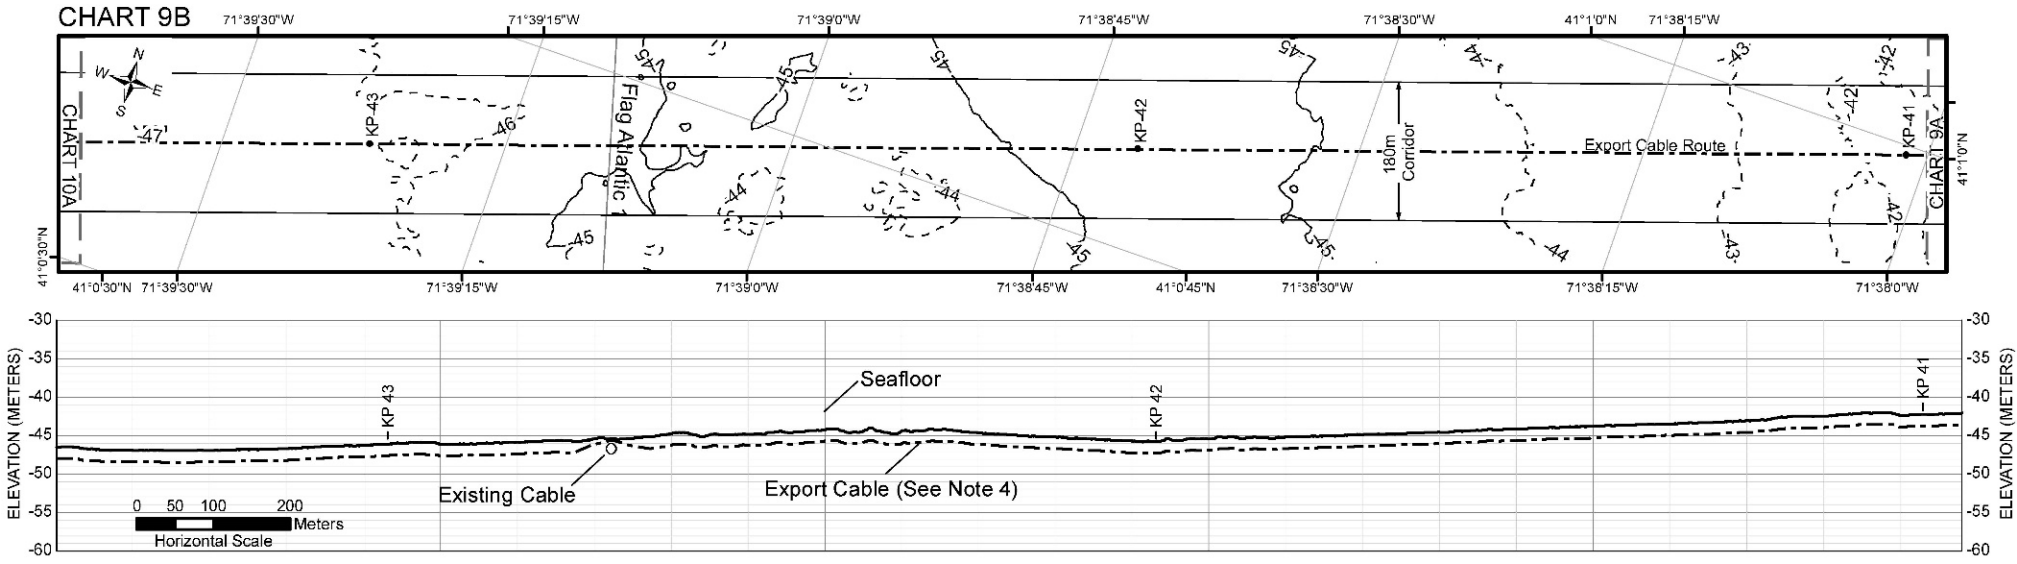 CHART 9B
71°39'30"W 71°39'15"W 71°39'0"W 71°38'45"W 71°38'30"W 41°1'0"N 71°38'15"W
N
W E
S
CHART 10A
-47
KP-43
-46
-45
Flag Atlantic 1
-45
-45
-44
-44
-45
-45
KP-42
-45
-45
180m
Corridor
-44
-44
Export Cable Route
-43
-43
-42
-42
-42
KP-41
CHART 9A
41°1'0"N
41°0'30"N
41°0'30"N 71°39'30"W 71°39'15"W 71°39'0"W 71°38'45"W 41°0'45"N 71°38'30"W 71°38'15"W 71°38'0"W
ELEVATION (METERS)
-30
-35
-40
-45
-50
-55
-60
KP 43
Seafloor
KP 42
KP 41
Existing Cable
Export Cable (See Note 4)
0 50 100 200
Meters
Horizontal Scale
-30
-35
-40
-45
-50
-55
-60
ELEVATION (METERS)